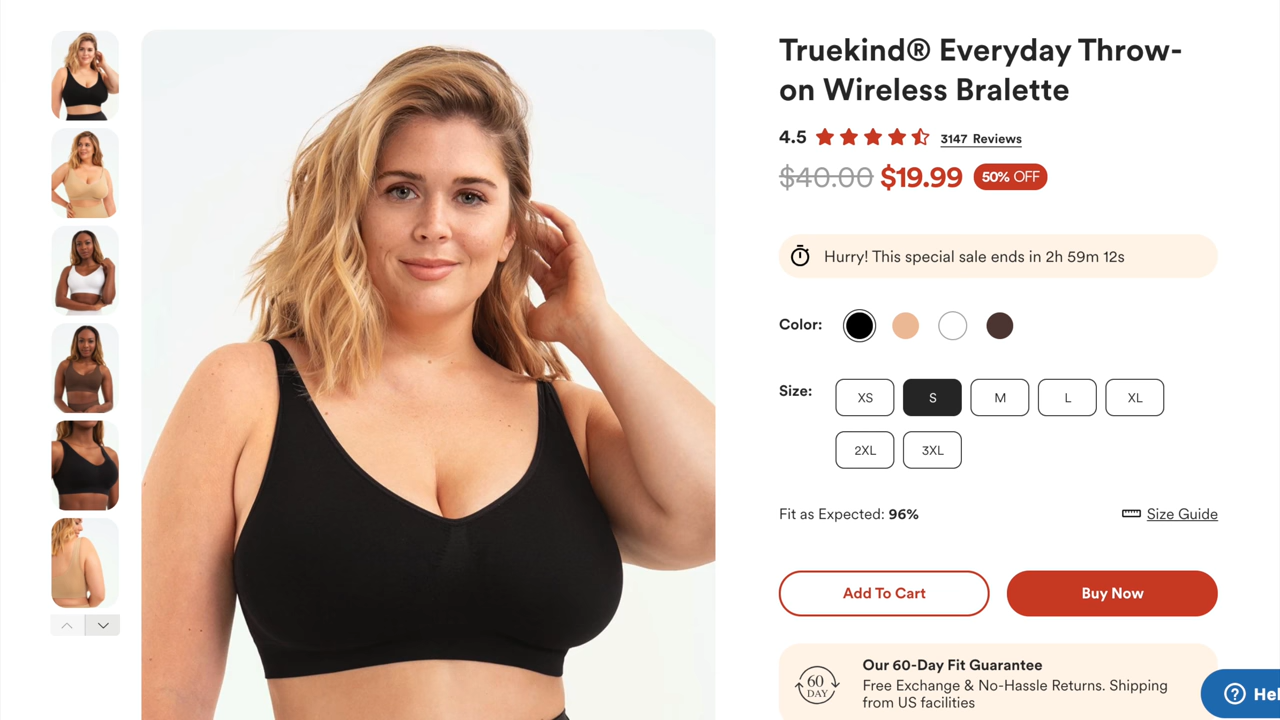 Truekind® Everyday Throw-
on Wireless Bralette
4.5 3147 Reviews
$40.00 $19.99 50% OFF
Hurry! This special sale ends in 2h 59m 12s
Color:
Size: XS S M L XL
2XL 3XL
Fit as Expected: 96% Size Guide
Add To Cart Buy Now
60 DAY
Our 60-Day Fit Guarantee
Free Exchange & No-Hassle Returns. Shipping
from US facilities
? Hel